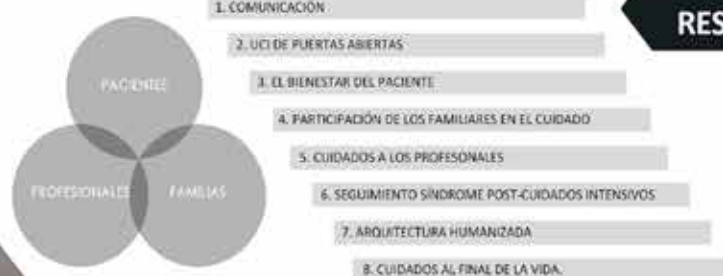 1. COMUNICACIÓN
RES
2. UCI DE PUERTAS ABIERTAS
3. EL BIENESTAR DEL PACIENTE
4. PARTICIPACIÓN DE LOS FAMILIARES EN EL CUIDADO
5. CUIDADOS A LOS PROFESONALES
6. SEGUIMIENTO SÍNDROME POST-CUIDADOS INTENSIVOS
7. ARQUITECTURA HUMANIZADA
8. CUIDADOS AL FINAL DE LA VIDA.
PACIENTES
PROFESIONALES
FAMILIAS